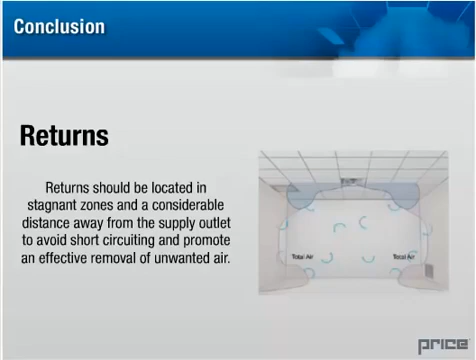 Conclusion
Returns
Returns should be located in
stagnant zones and a considerable
distance away from the supply outlet
to avoid short circuiting and promote
an effective removal of unwanted air.
Total Air
Total Air
price